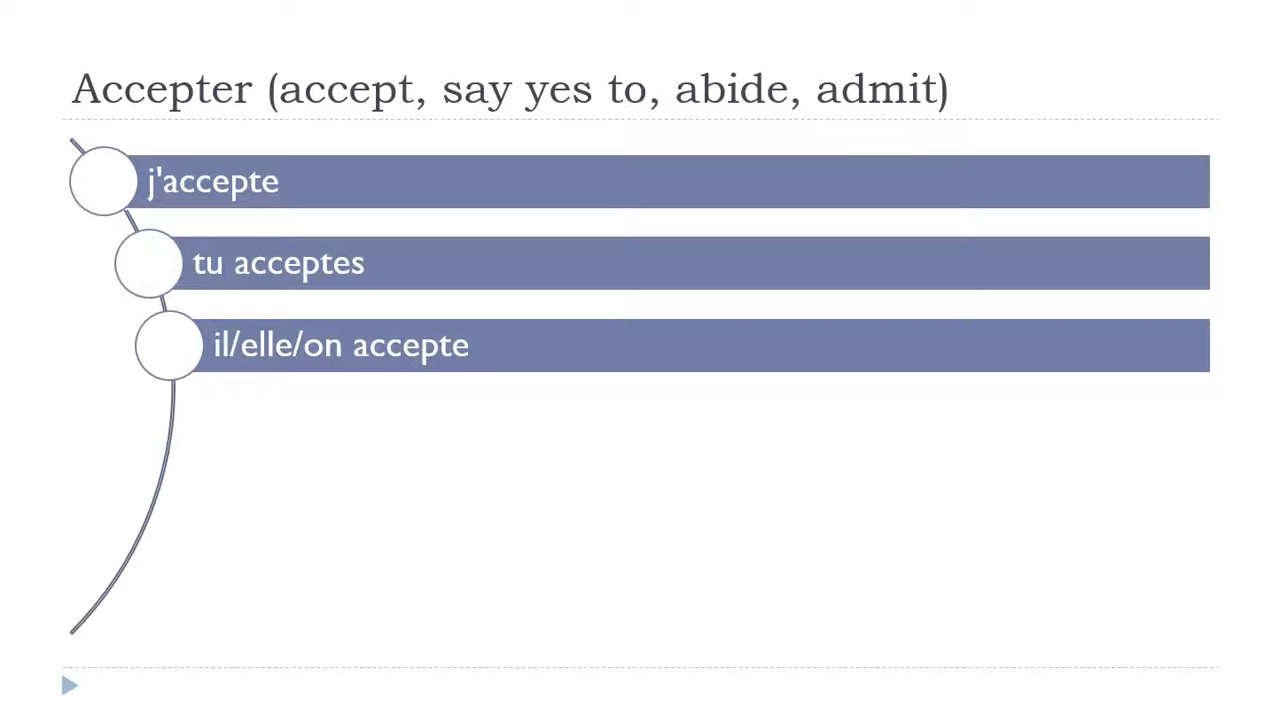 Accepter (accept, say yes to, abide, admit)
j'accepte
tu acceptes
il/elle/on accepte